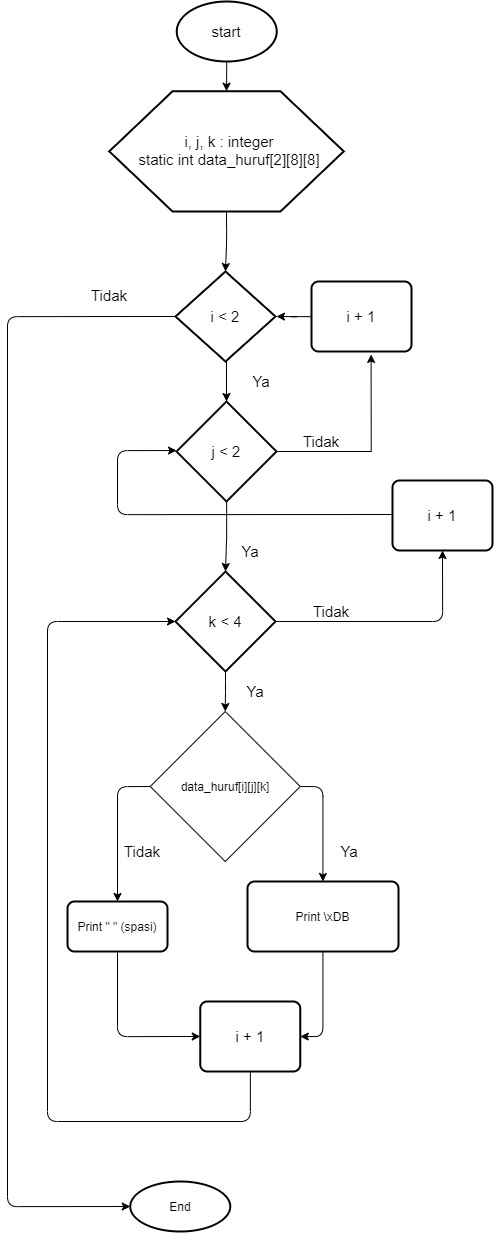 start
i, j, k : integer
static int data_huruf[2][8][8]
Tidak
i < 2
i + 1
Ya
j < 2
Tidak
i + 1
Ya
k < 4
Tidak
Ya
data_huruf[i][j][k]
Tidak
Ya
Print " " (spasi)
Print \xDB
i + 1
End